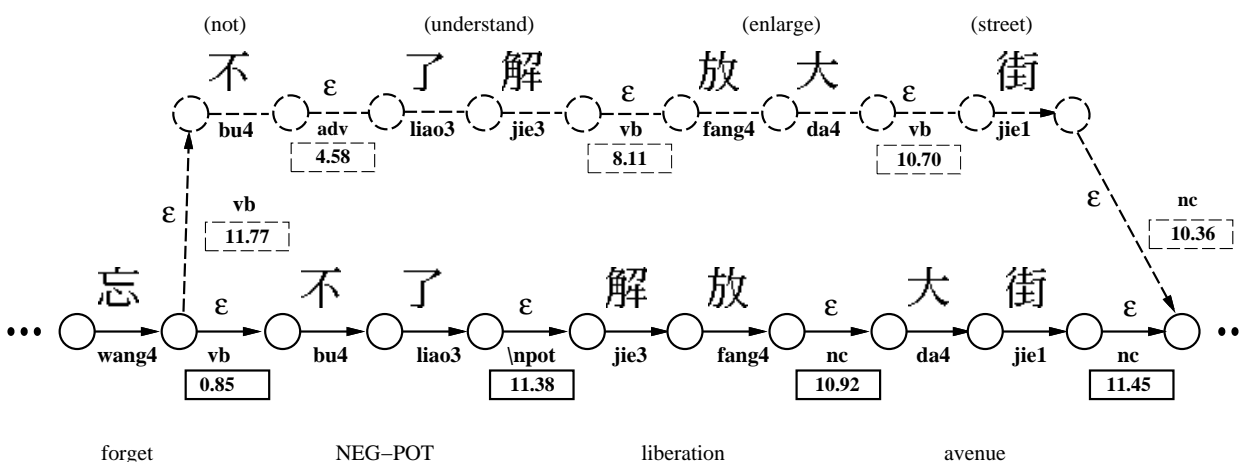 (not) (understand) (enlarge) (street)
不 了 解 放 大 街
ε ε ε
bu4 adv liao3 jie3 vb fang4 da4 vb jie1
4.58 8.11 10.70
ε vb ε nc
11.77 10.36
忘 不 了 解 放 大 街
ε ε ε ε
wang4 vb bu4 liao3 \npot jie3 fang4 nc da4 jie1 nc
0.85 11.38 10.92 11.45
forget NEG–POT liberation avenue